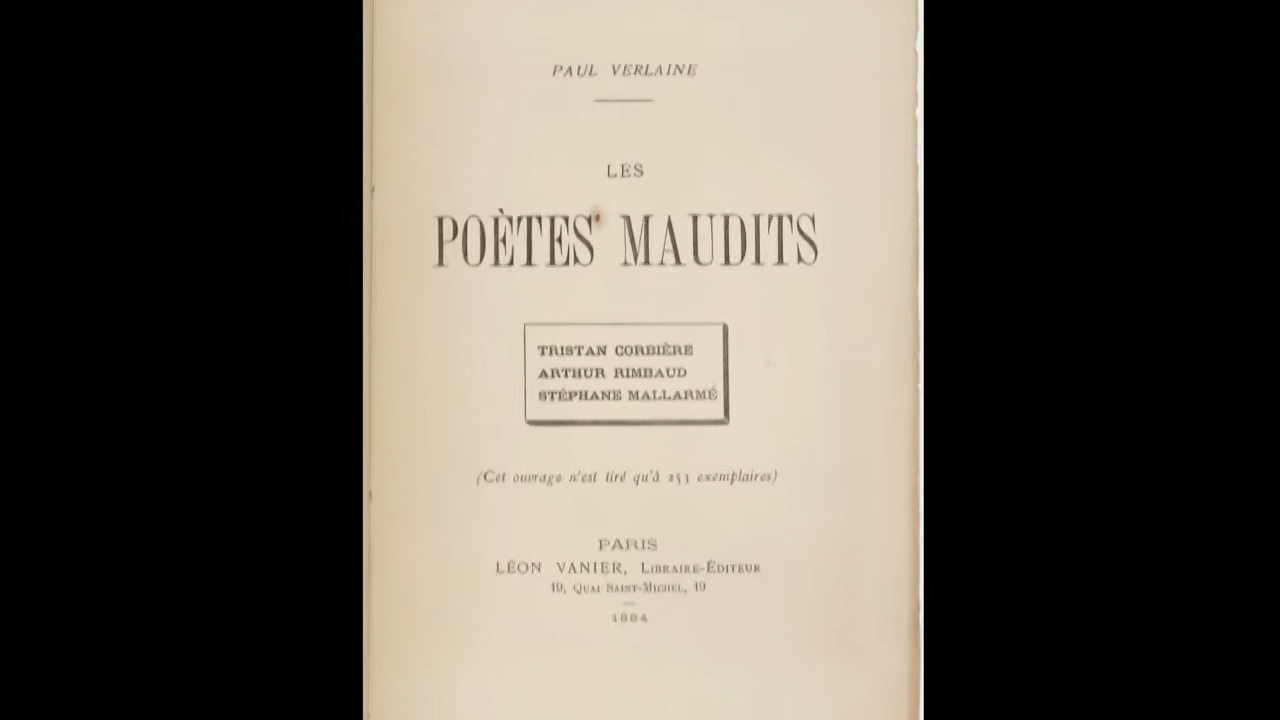 PAUL VERLAINE
LES
POÈTES MAUDITS
TRISTAN CORBIÈRE
ARTHUR RIMBAUD
STÉPHANE MALLARMÉ
(Cet ouvrage n'est tiré qu'à 253 exemplaires)
PARIS
LÉON VANIER, LIBRAIRE-ÉDITEUR
19, QUAI SAINT-MICHEL, 19
1884